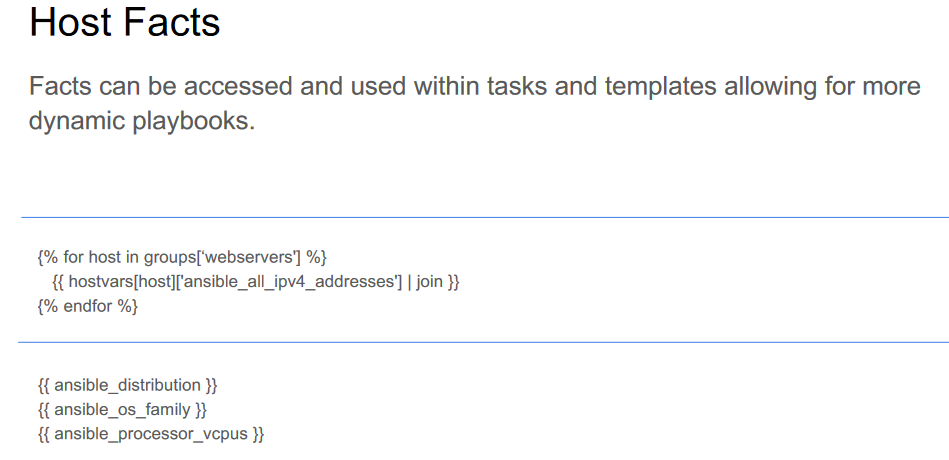 Host Facts
Facts can be accessed and used within tasks and templates allowing for more
dynamic playbooks.
{% for host in groups[‘webservers'] %}
{{ hostvars[host]['ansible_all_ipv4_addresses'] | join }}
{% endfor %}
{{ ansible_distribution }}
{{ ansible_os_family }}
{{ ansible_processor_vcpus }}